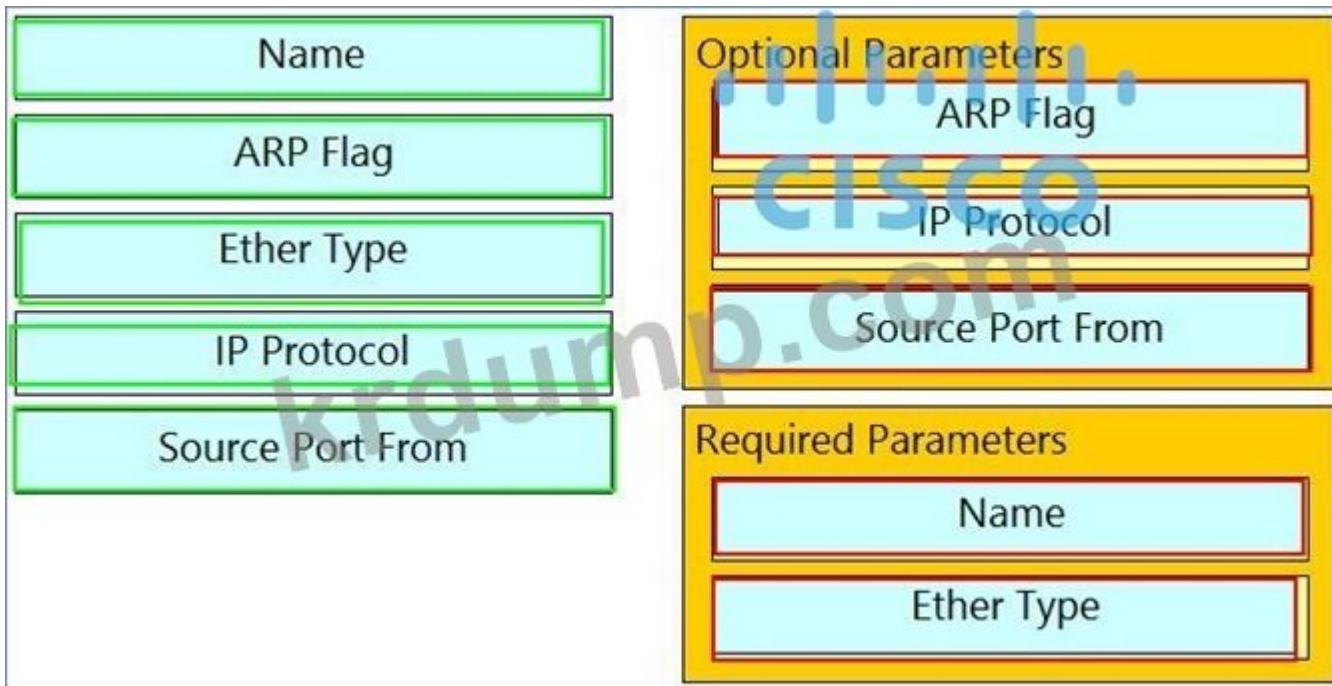 Name
ARP Flag
Ether Type
IP Protocol
Source Port From
Optional Parameters
ARP Flag
IP Protocol
Source Port From
Required Parameters
Name
Ether Type
CISCO
krdump.com